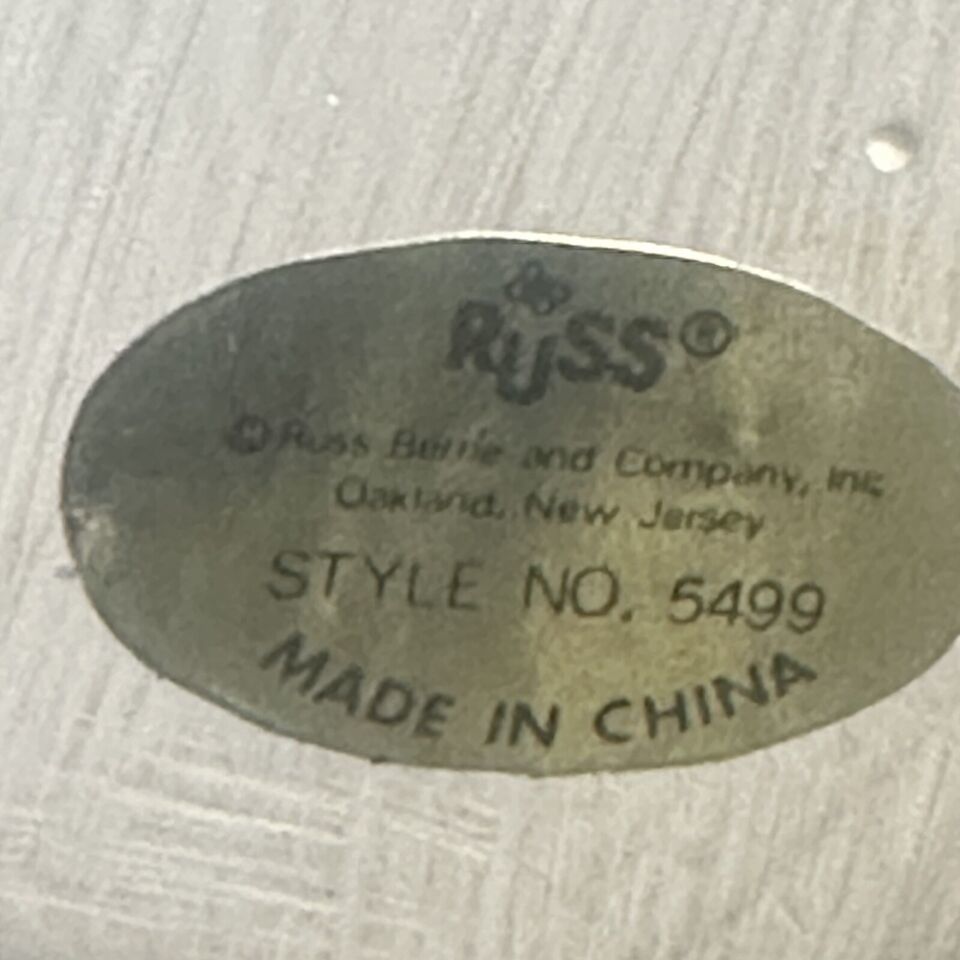 RUSS®
Russ Berrie and Company, Inc.
Oakland, New Jersey
STYLE NO. 5499
MADE IN CHINA